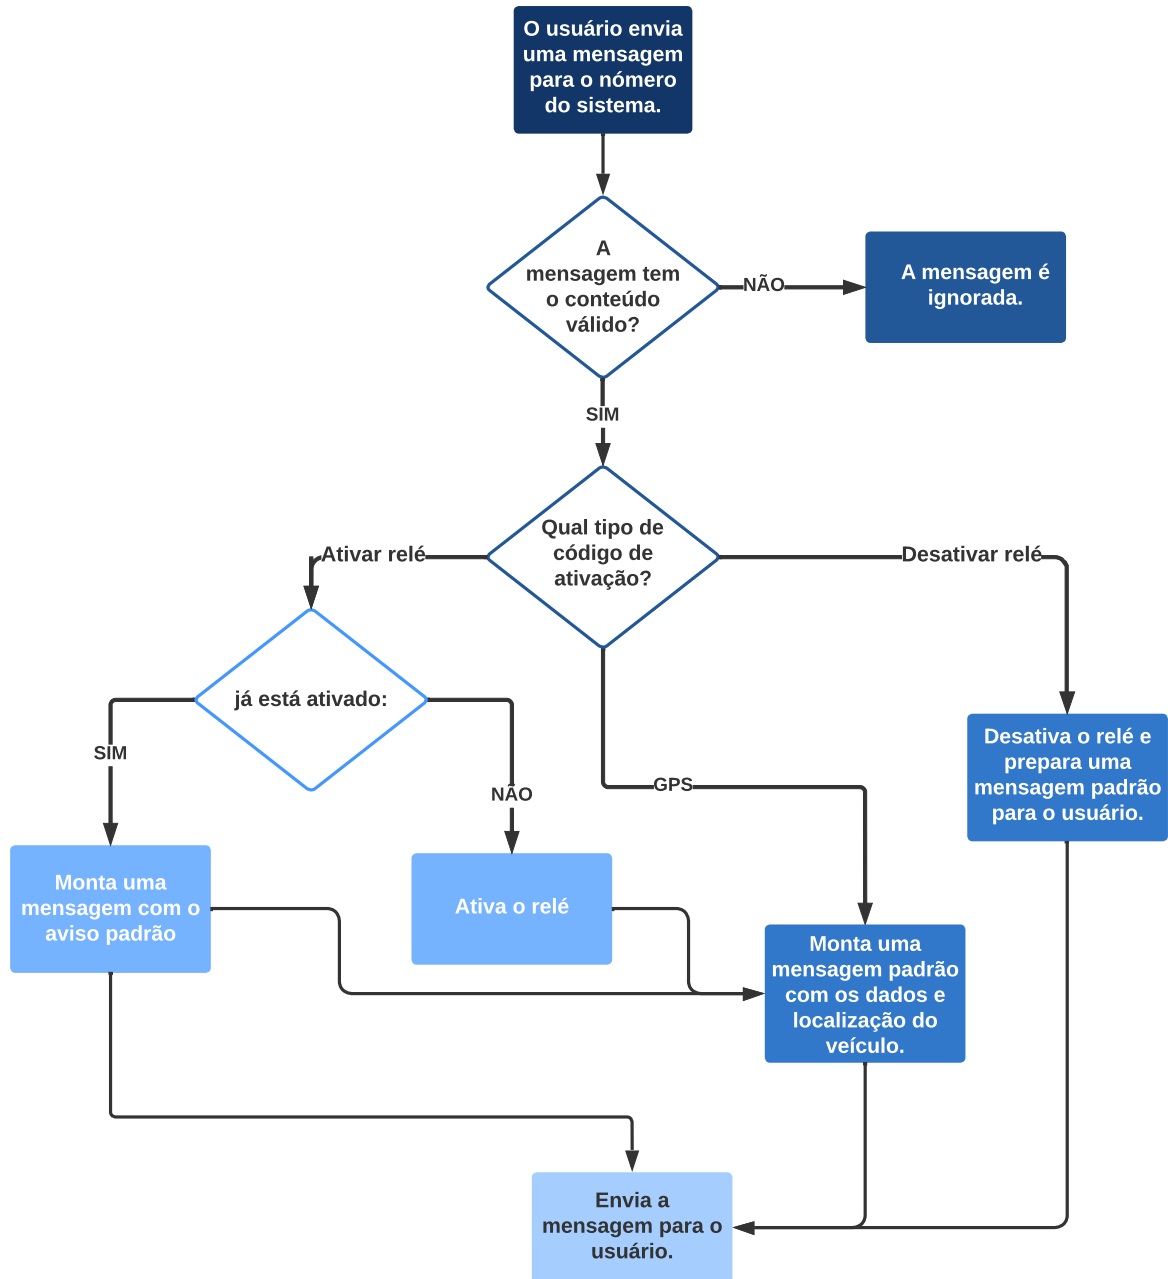 O usuário envia
uma mensagem
para o nómero
do sistema.
A
mensagem tem
o conteúdo
válido?
NÃO
A mensagem é
ignorada.
SIM
Qual tipo de
código de
ativação?
Ativar relé
Desativar relé
já está ativado:
SIM
NÃO
GPS
Desativa o relé e
prepara uma
mensagem padrão
para o usuário.
Monta uma
mensagem com o
aviso padrão
Ativa o relé
Monta uma
mensagem padrão
com os dados e
localização do
veículo.
Envia a
mensagem para o
usuário.